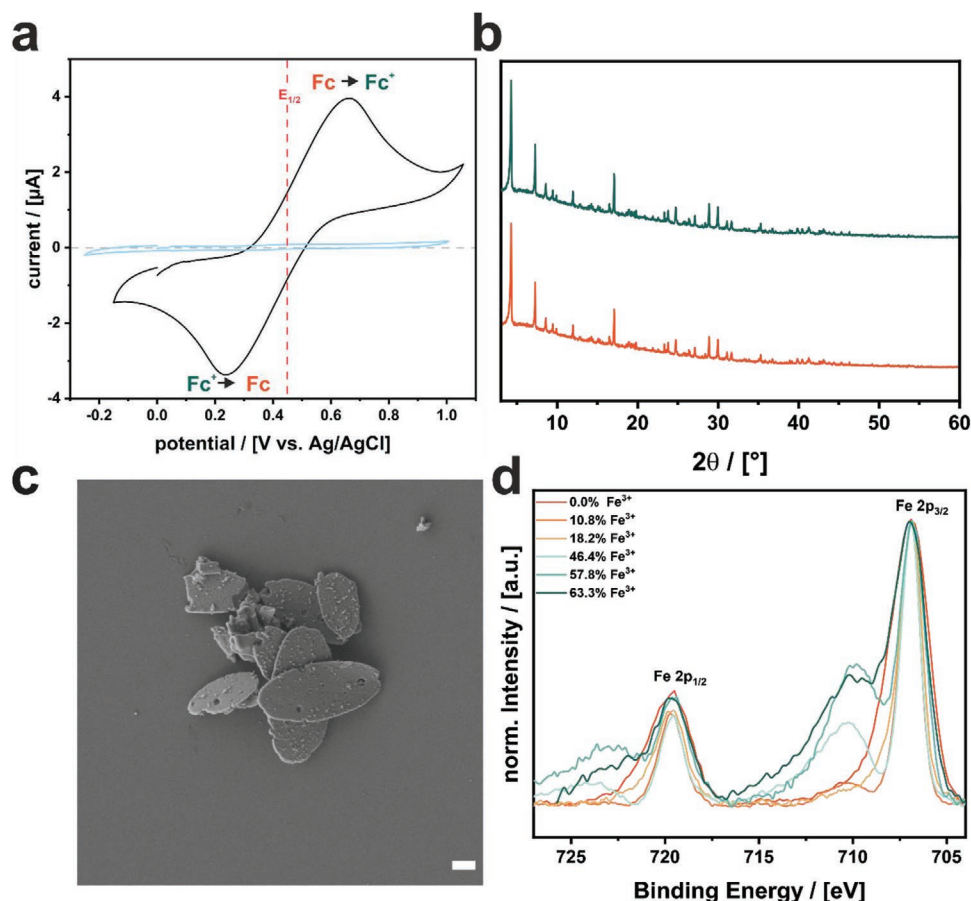 a
E1/2
Fc → Fc+
Fc+ → Fc
4
2
0
-2
-4
current / [µA]
-0.2 0.0 0.2 0.4 0.6 0.8 1.0
potential / [V vs. Ag/AgCl]
b
10 20 30 40 50 60
2θ / [°]
c
d
0.0% Fe3+
10.8% Fe3+
18.2% Fe3+
46.4% Fe3+
57.8% Fe3+
63.3% Fe3+
Fe 2p3/2
Fe 2p1/2
norm. Intensity / [a.u.]
725 720 715 710 705
Binding Energy / [eV]